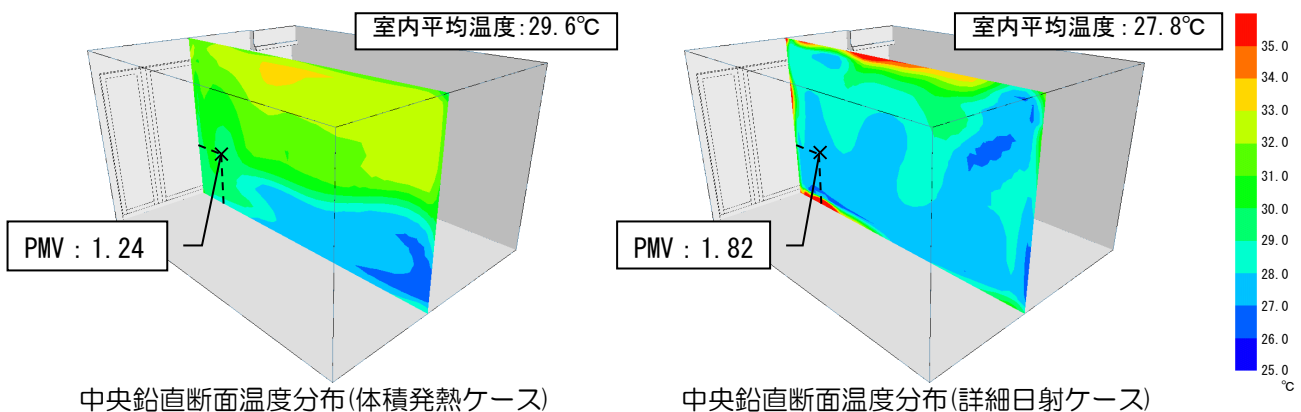 室内平均温度:29.6℃
PMV : 1.24
中央鉛直断面温度分布(体積発熱ケース)
室内平均温度:27.8℃
PMV : 1.82
中央鉛直断面温度分布(詳細日射ケース)
35.0
34.0
33.0
32.0
31.0
30.0
29.0
28.0
27.0
26.0
25.0
℃